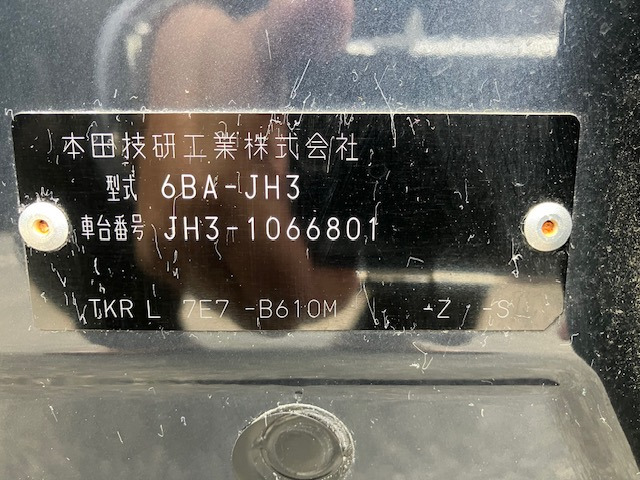 本田技研工業株式会社
型式 6BA-JH3
車台番号 JH3-1066801
TKR L 7E7 -B610M -Z -S